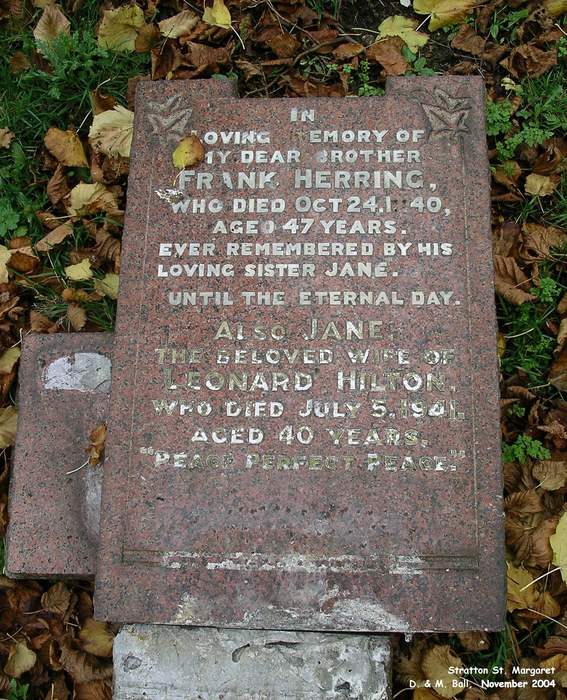 IN
LOVING MEMORY OF
MY DEAR BROTHER
FRANK HERRING,
WHO DIED OCT 24, 1940,
AGED 47 YEARS.
EVER REMEMBERED BY HIS
LOVING SISTER JANE.
UNTIL THE ETERNAL DAY.
ALSO JANE,
THE BELOVED WIFE OF
LEONARD HILTON,
WHO DIED JULY 5, 1941,
AGED 40 YEARS.
"PEACE PERFECT PEACE."
Stratton St. Margaret
D. & M. Ball, November 2004